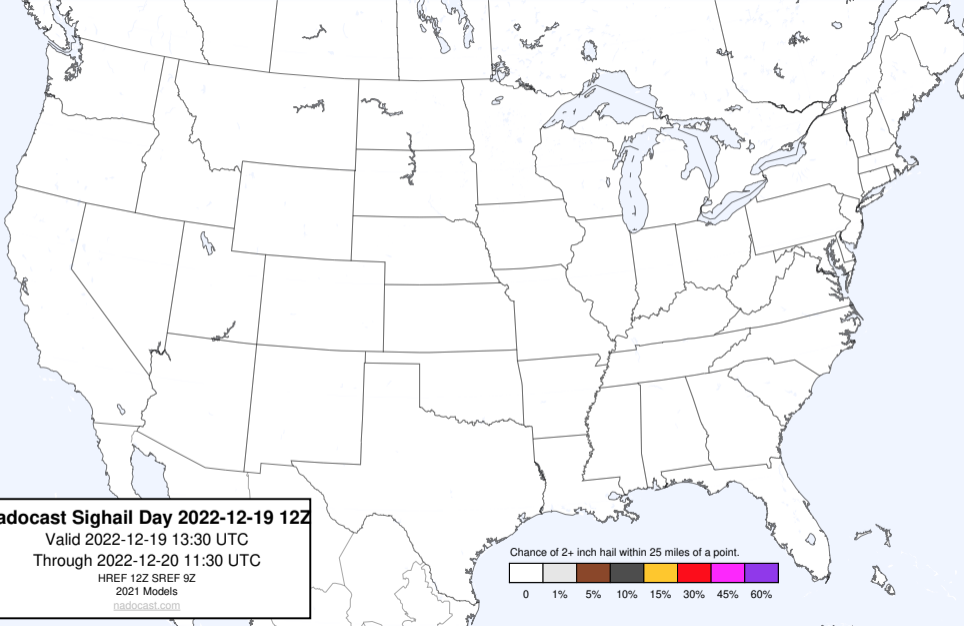 adocast Sighail Day 2022-12-19 12Z
Valid 2022-12-19 13:30 UTC
Through 2022-12-20 11:30 UTC
HREF 12Z SREF 9Z
2021 Models
nadocast.com
Chance of 2+ inch hail within 25 miles of a point.
0 1% 5% 10% 15% 30% 45% 60%